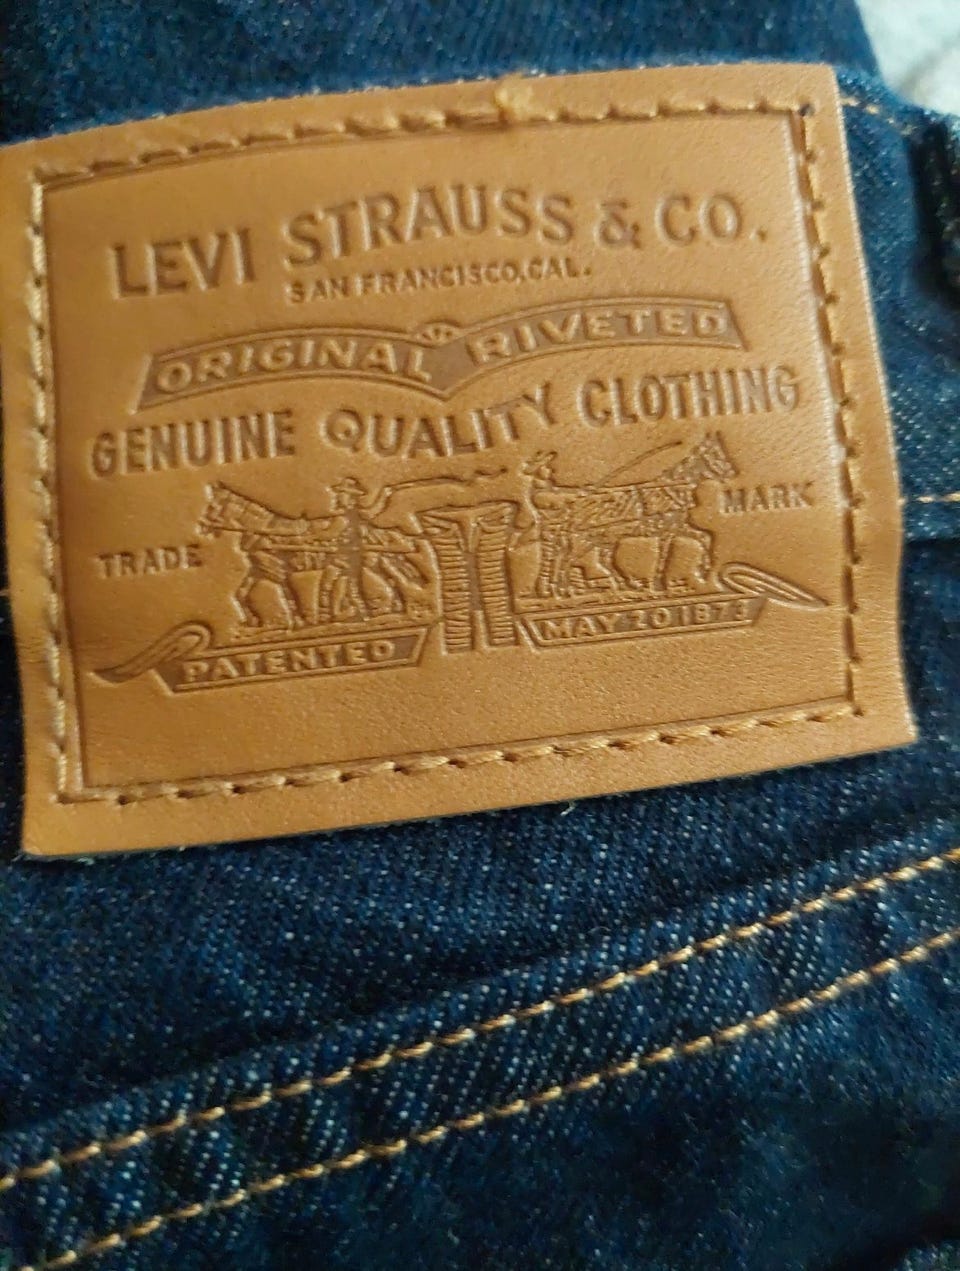 LEVI STRAUSS & CO.
SAN FRANCISCO, CAL.
ORIGINAL RIVETED
GENUINE QUALITY CLOTHING
TRADE MARK
PATENTED MAY 20 1873